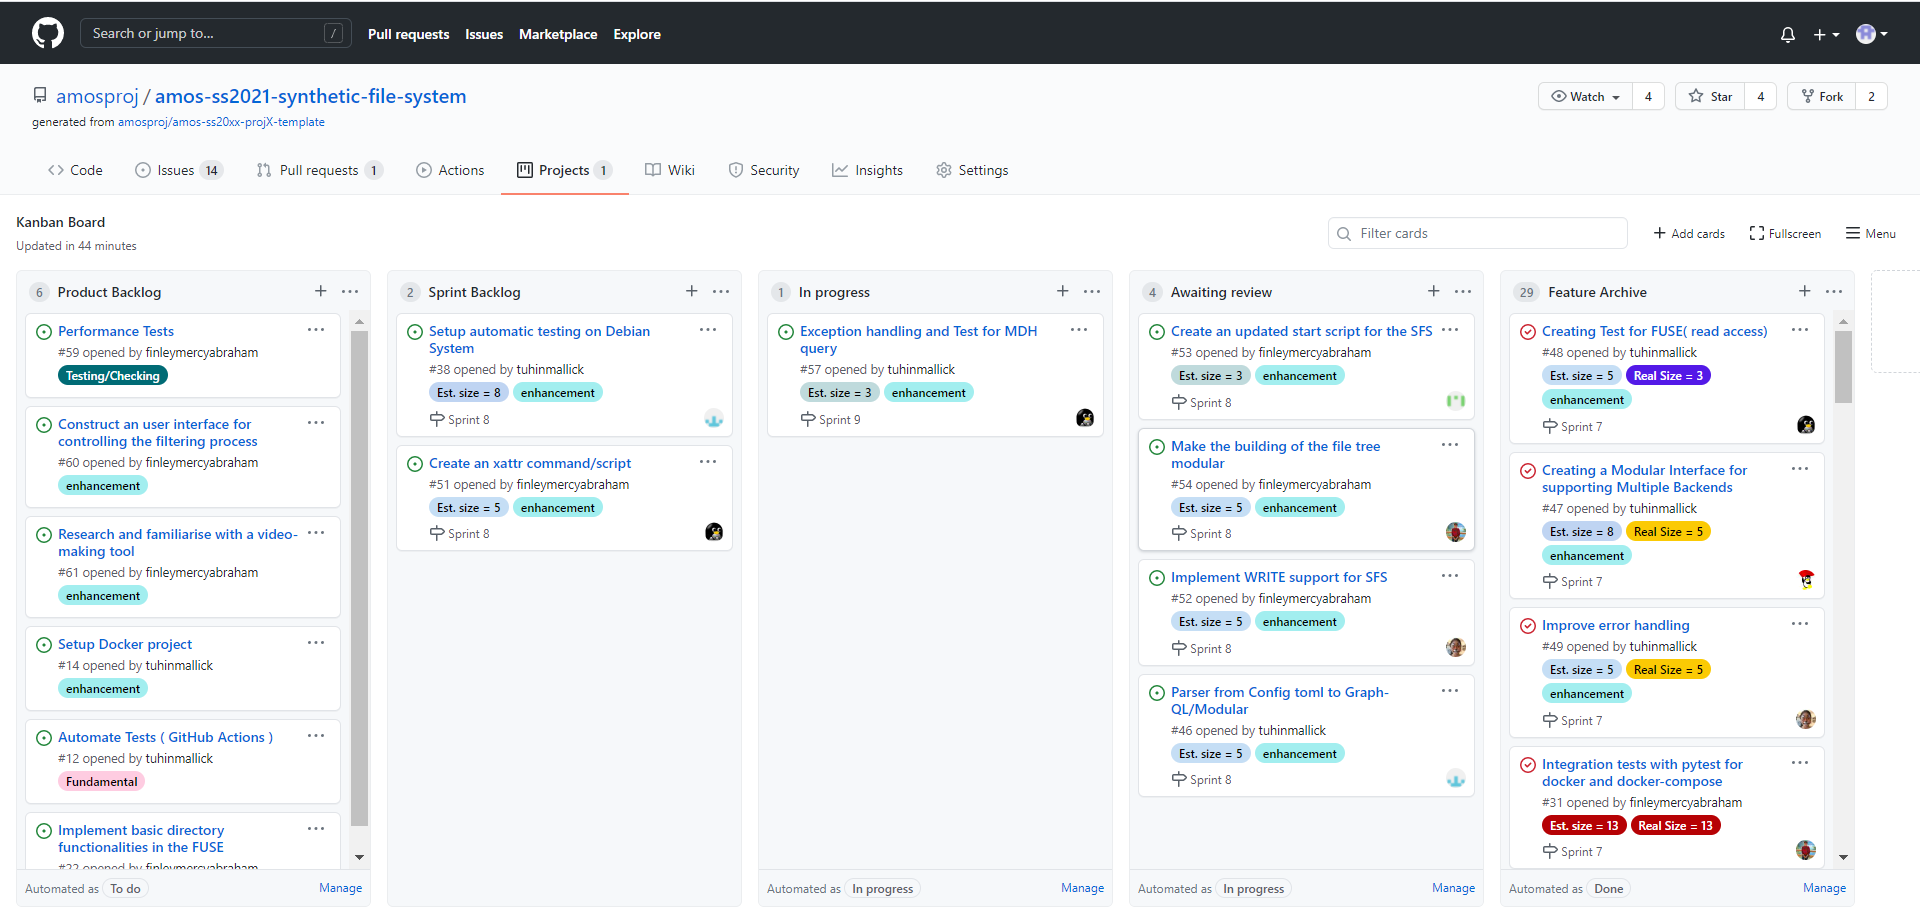 Search or jump to... /
Pull requests Issues Marketplace Explore
amosproj / amos-ss2021-synthetic-file-system
generated from amosproj/amos-ss20xx-projX-template
Watch 4 Star 4 Fork 2
Code Issues 14 Pull requests 1 Actions Projects 1 Wiki Security Insights Settings
Kanban Board
Updated in 44 minutes
Filter cards
Add cards Fullscreen Menu
6 Product Backlog
Performance Tests
#59 opened by finleymercyabraham
Testing/Checking
Construct an user interface for
controlling the filtering process
#60 opened by finleymercyabraham
enhancement
Research and familiarise with a video-
making tool
#61 opened by finleymercyabraham
enhancement
Setup Docker project
#14 opened by tuhinmallick
enhancement
Automate Tests ( GitHub Actions )
#12 opened by tuhinmallick
Fundamental
Implement basic directory
functionalities in the FUSE
#22 opened by finleymercyabraham
Automated as To do Manage
2 Sprint Backlog
Setup automatic testing on Debian
System
#38 opened by tuhinmallick
Est. size = 8 enhancement
Sprint 8
Create an xattr command/script
#51 opened by finleymercyabraham
Est. size = 5 enhancement
Sprint 8
1 In progress
Exception handling and Test for MDH
query
#57 opened by tuhinmallick
Est. size = 3 enhancement
Sprint 9
Automated as In progress Manage
4 Awaiting review
Create an updated start script for the SFS
#53 opened by finleymercyabraham
Est. size = 3 enhancement
Sprint 8
Make the building of the file tree
modular
#54 opened by finleymercyabraham
Est. size = 5 enhancement
Sprint 8
Implement WRITE support for SFS
#52 opened by finleymercyabraham
Est. size = 5 enhancement
Sprint 8
Parser from Config toml to Graph-
QL/Modular
#46 opened by tuhinmallick
Est. size = 5 enhancement
Sprint 8
Automated as In progress Manage
29 Feature Archive
Creating Test for FUSE( read access)
#48 opened by tuhinmallick
Est. size = 5 Real Size = 3
enhancement
Sprint 7
Creating a Modular Interface for
supporting Multiple Backends
#47 opened by tuhinmallick
Est. size = 8 Real Size = 5
enhancement
Sprint 7
Improve error handling
#49 opened by tuhinmallick
Est. size = 5 Real Size = 5
enhancement
Sprint 7
Integration tests with pytest for
docker and docker-compose
#31 opened by finleymercyabraham
Est. size = 13 Real Size = 13
Sprint 7
Automated as Done Manage